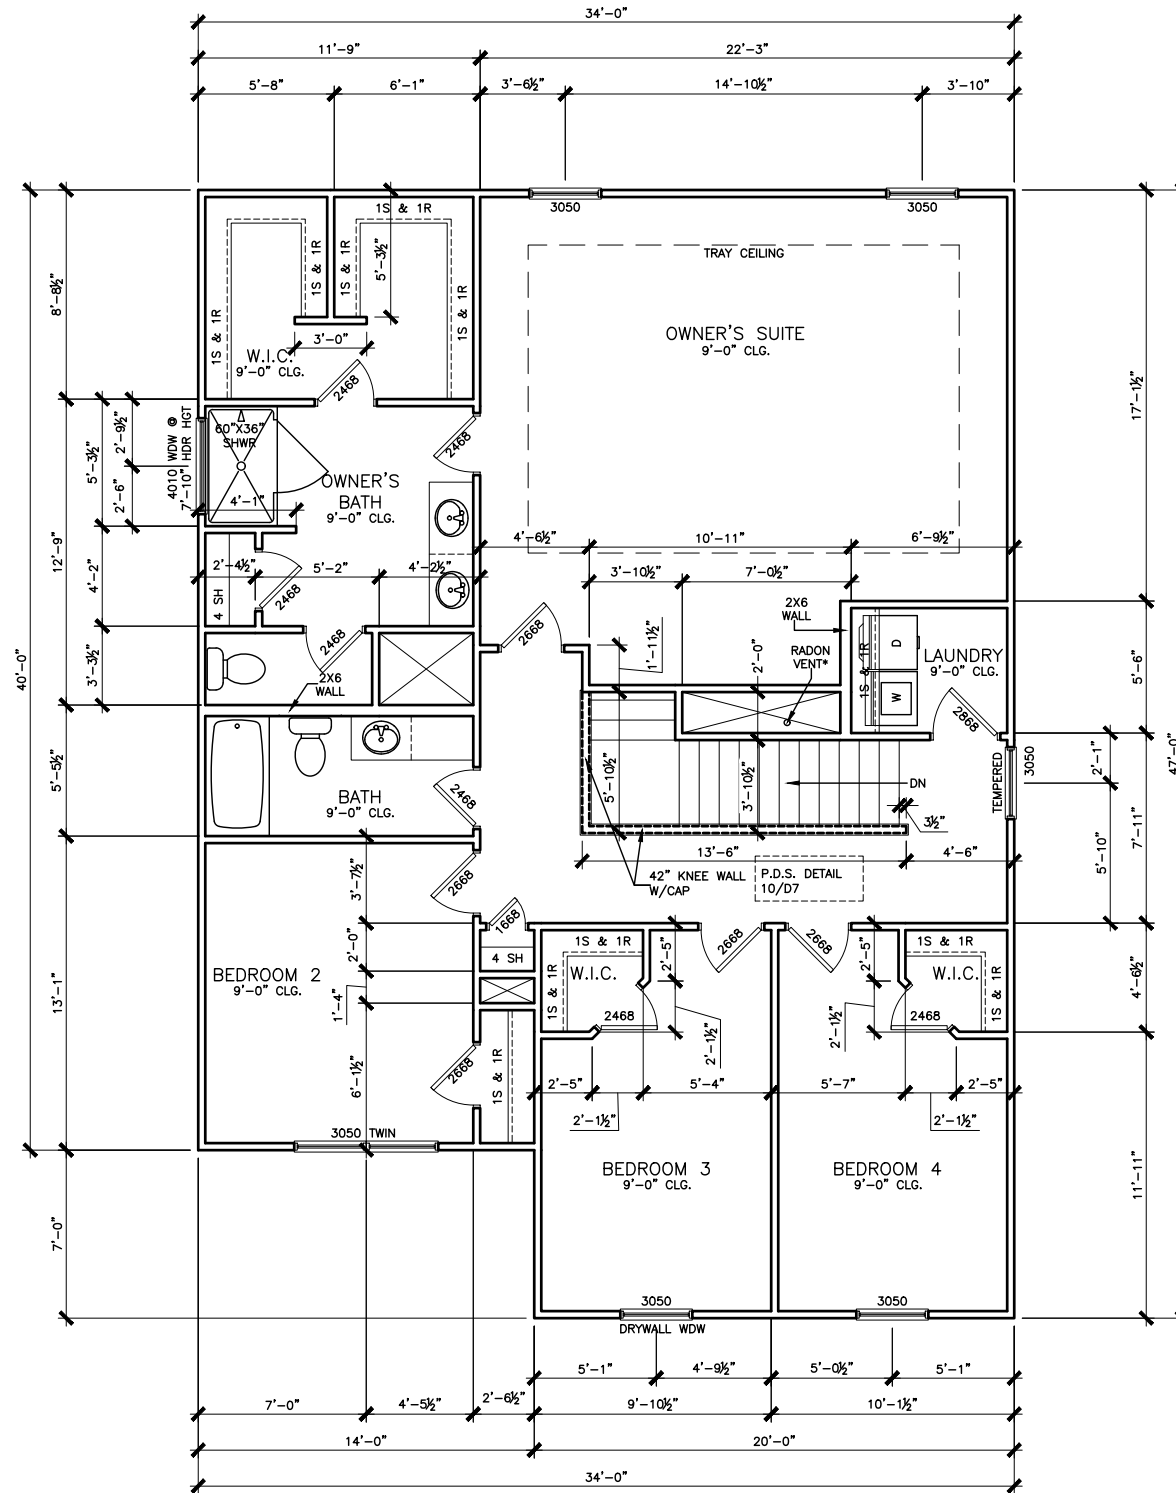 34'-0"
11'-9"
22'-3"
5'-8"
6'-1"
3'-6½"
14'-10½"
3'-10"
3050
3050
1S & 1R
1S & 1R
1S & 1R
5'-3½"
TRAY CEILING
8'-8½"
1S & 1R
1S & 1R
3'-0"
W.I.C.
9'-0" CLG.
OWNER'S SUITE
9'-0" CLG.
2468
17'-1½"
4010 WDW @
7'-10" HDR HGT
60"X36"
SHWR
2'-9½"
5'-3½"
2'-6"
2468
OWNER'S
BATH
9'-0" CLG.
4'-1"
12'-9"
4'-2"
4'-6½"
10'-11"
6'-9½"
2'-4½"
5'-2"
4'-2½"
3'-10½"
7'-0½"
2468
4 SH
2X6
WALL
2468
2668
1'-11½"
2'-0"
RADON
VENT*
1S & 1R
D
W
LAUNDRY
9'-0" CLG.
5'-6"
3'-3½"
2X6
WALL
2868
40'-0"
47'-0"
5'-5½"
BATH
9'-0" CLG.
2468
5'-10½"
3'-10½"
DN
3½"
TEMPERED
3050
2'-1"
7'-11"
5'-10"
13'-6"
4'-6"
42" KNEE WALL
W/CAP
P.D.S. DETAIL
10/D7
3'-7½"
2668
1668
2'-0"
4 SH
1'-4"
BEDROOM 2
9'-0" CLG.
13'-1"
1S & 1R
1S & 1R
W.I.C.
2468
2'-5"
2668
2668
2'-5"
1S & 1R
W.I.C.
1S & 1R
2468
4'-6½"
2'-1½"
2'-1½"
6'-1½"
2668
1S & 1R
2'-5"
5'-4"
5'-7"
2'-5"
2'-1½"
2'-1½"
3050 TWIN
BEDROOM 3
9'-0" CLG.
BEDROOM 4
9'-0" CLG.
11'-11"
7'-0"
3050
3050
DRYWALL WDW
5'-1"
4'-9½"
5'-0½"
5'-1"
7'-0"
4'-5½"
2'-6½"
9'-10½"
10'-1½"
14'-0"
20'-0"
34'-0"